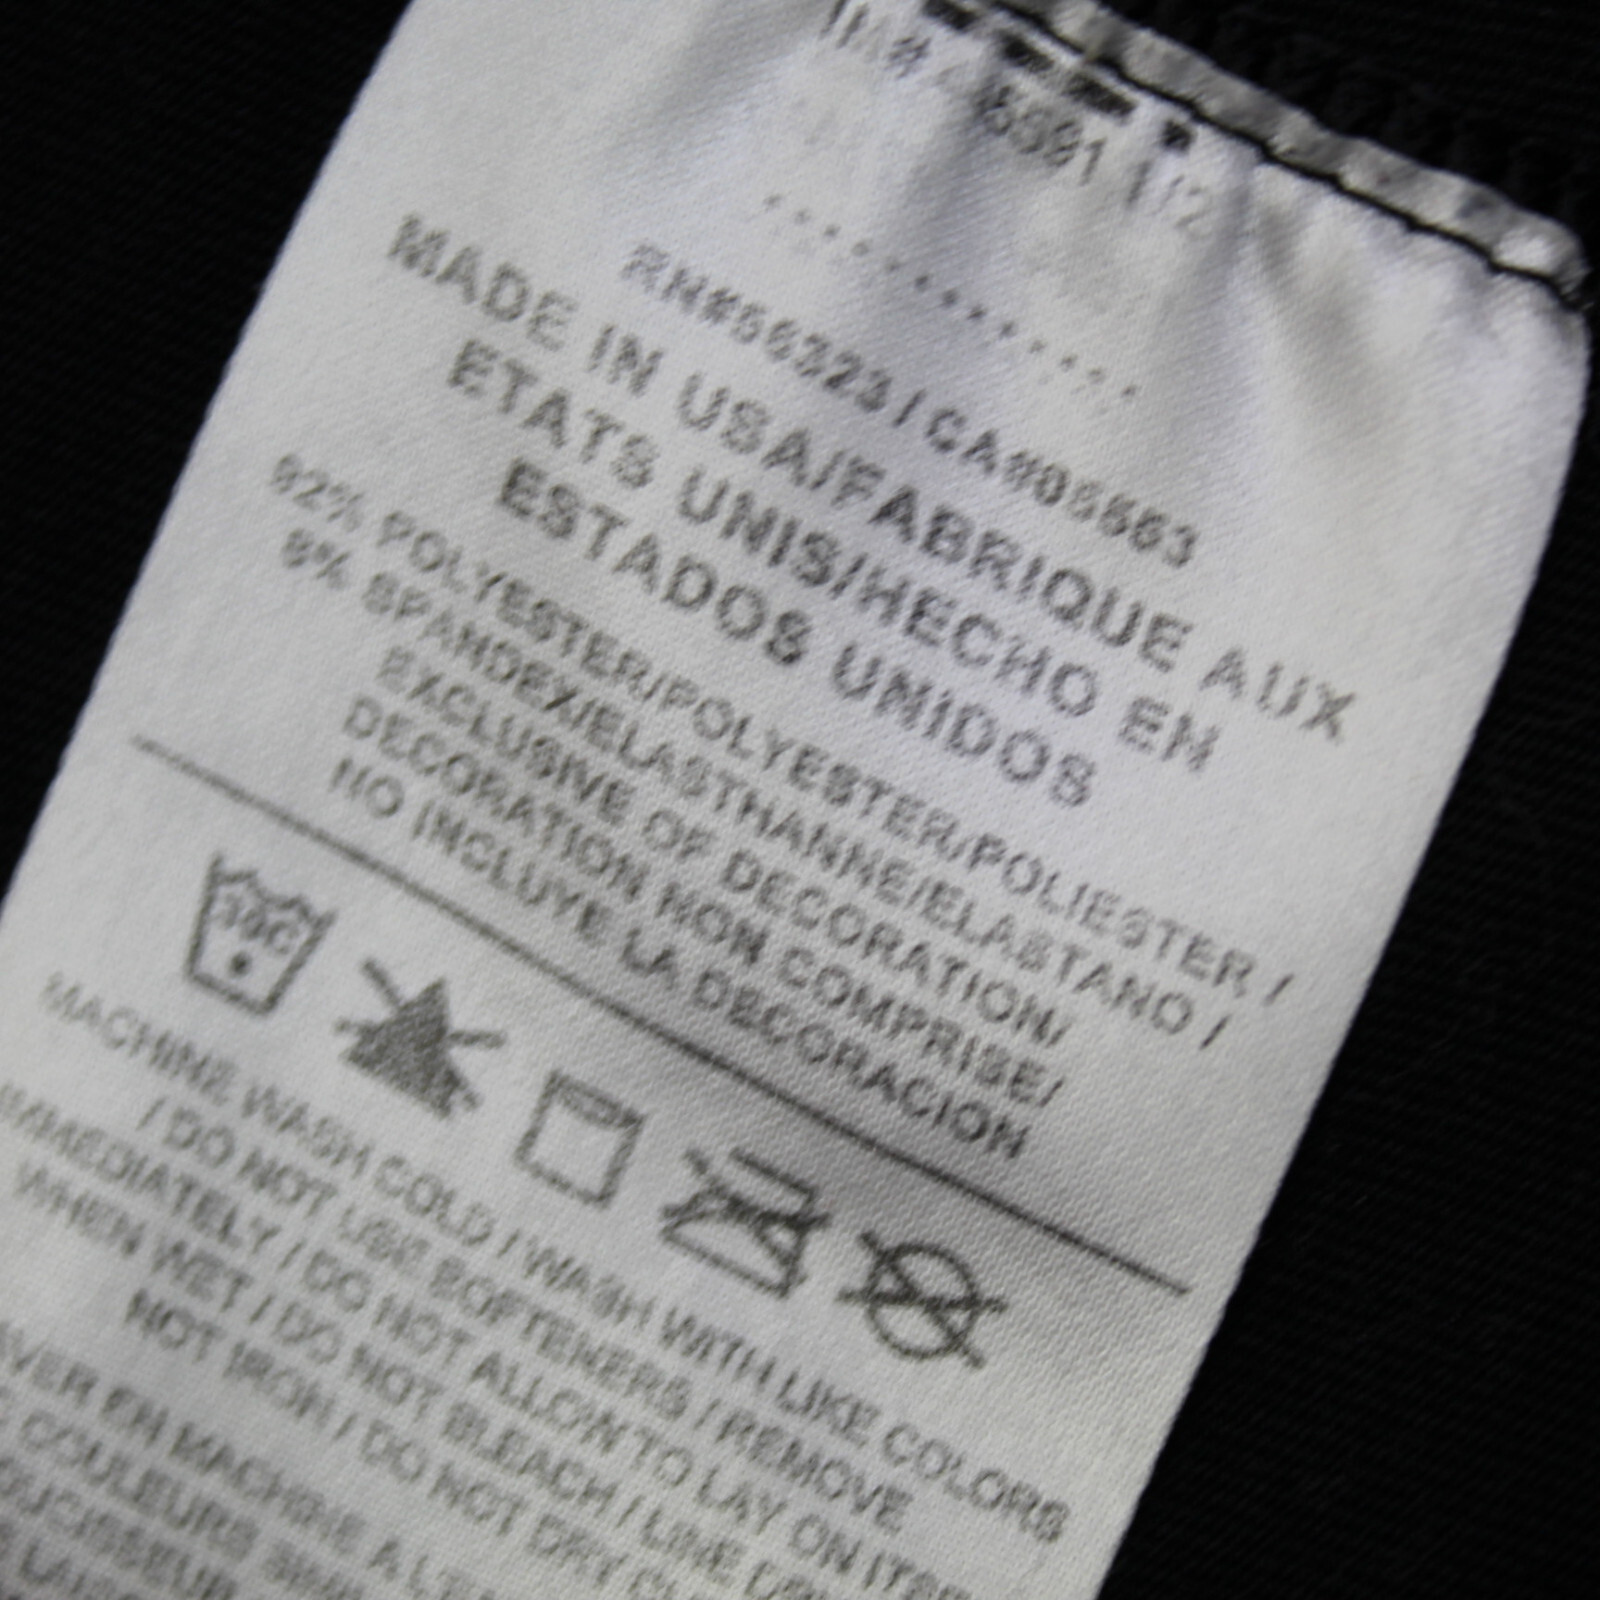 RN#56323 / CA#05553
MADE IN USA/FABRIQUE AUX
ETATS UNIS/HECHO EN
ESTADOS UNIDOS
92% POLYESTER/POLYESTER/POLIESTER /
8% SPANDEX/ELASTHANNE/ELASTANO /
EXCLUSIVE OF DECORATION/
DECORATION NON COMPRISE/
NO INCLUYE LA DECORACION
30C
MACHINE WASH COLD / WASH WITH LIKE COLORS
/ DO NOT USE SOFTENERS / REMOVE
IMMEDIATELY / DO NOT ALLOW TO LAY ON ITSELF
WHEN WET / DO NOT BLEACH / LINE
NOT IRON / DO NOT DRY
EN MACHINE A
COULEURS